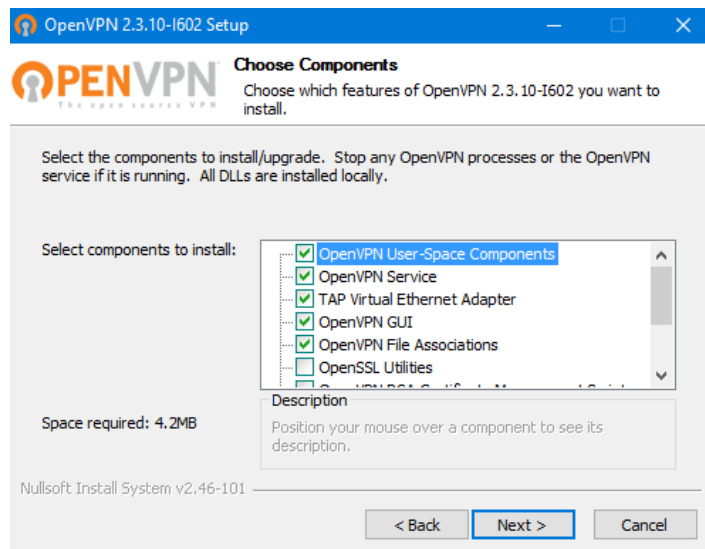 OpenVPN 2.3.10-I602 Setup
OPENVPN
The open source VPN
Choose Components
Choose which features of OpenVPN 2.3.10-I602 you want to
install.
Select the components to install/upgrade. Stop any OpenVPN processes or the OpenVPN
service if it is running. All DLLs are installed locally.
Select components to install:
OpenVPN User-Space Components
OpenVPN Service
TAP Virtual Ethernet Adapter
OpenVPN GUI
OpenVPN File Associations
OpenSSL Utilities
Space required: 4.2MB
Description
Position your mouse over a component to see its
description.
Nullsoft Install System v2.46-101
< Back
Next >
Cancel